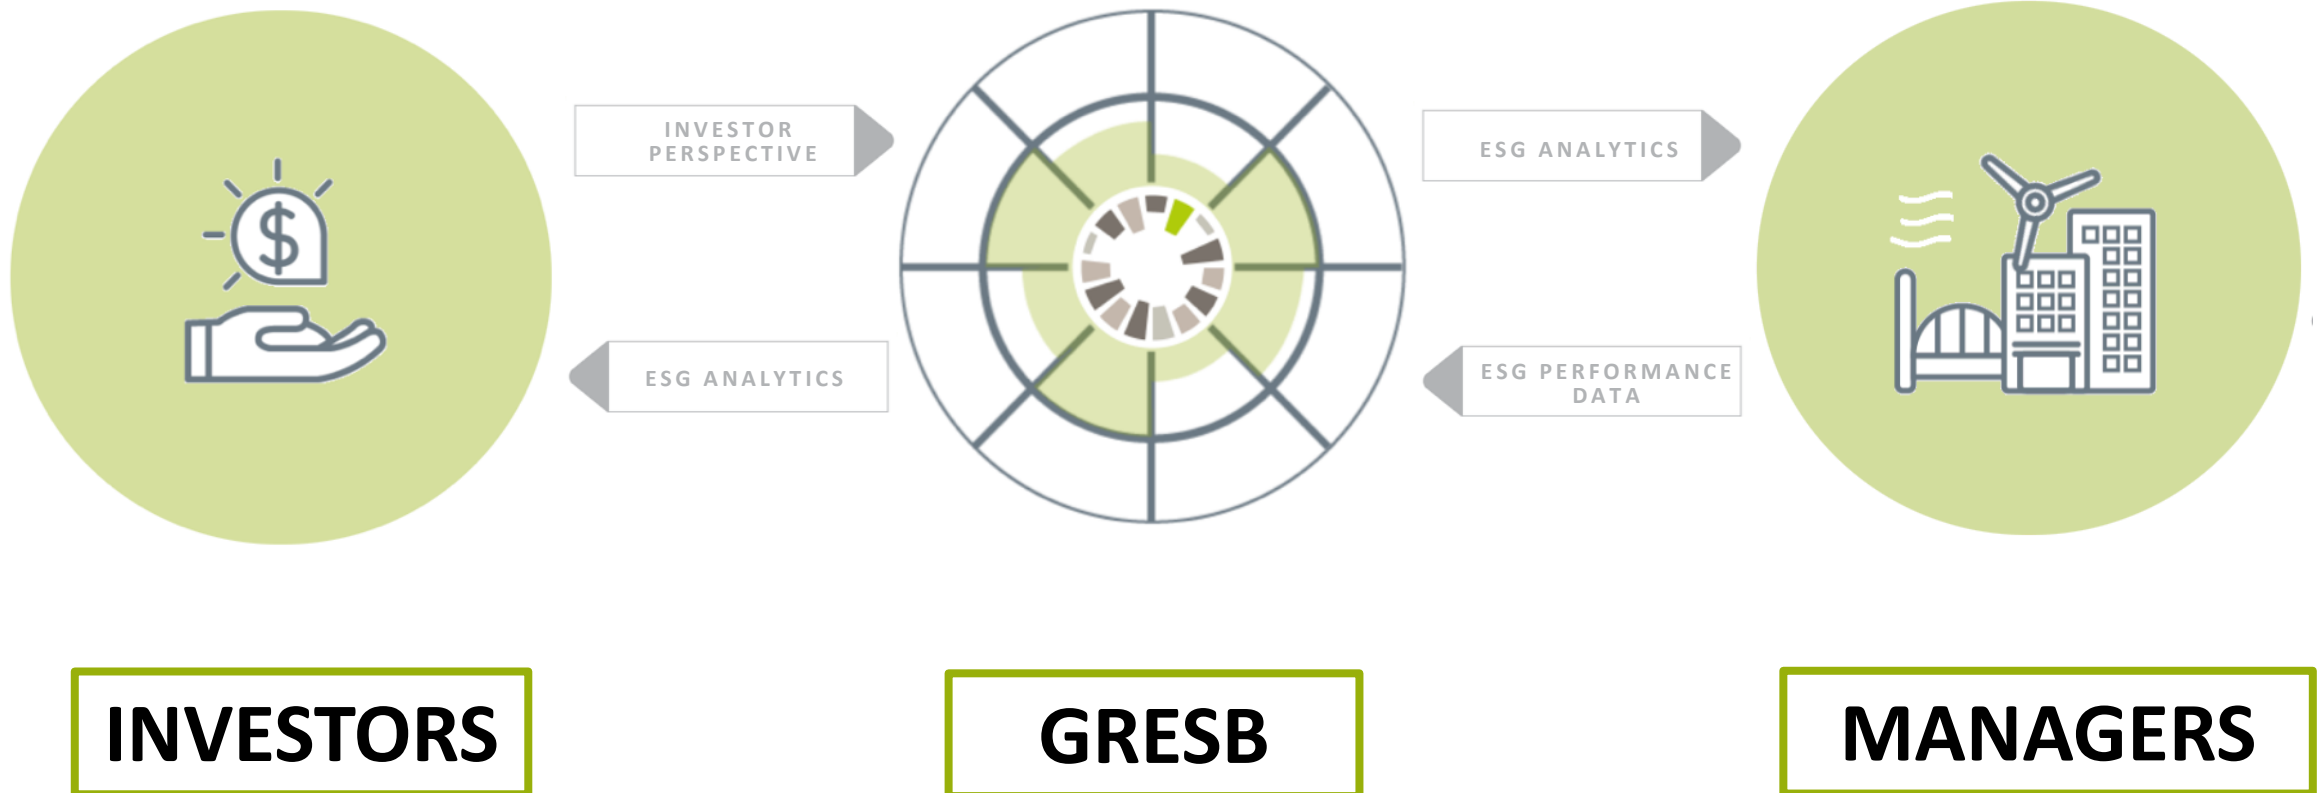 INVESTOR
PERSPECTIVE
ESG ANALYTICS
$
ESG ANALYTICS
ESG PERFORMANCE
DATA
INVESTORS
GRESB
MANAGERS